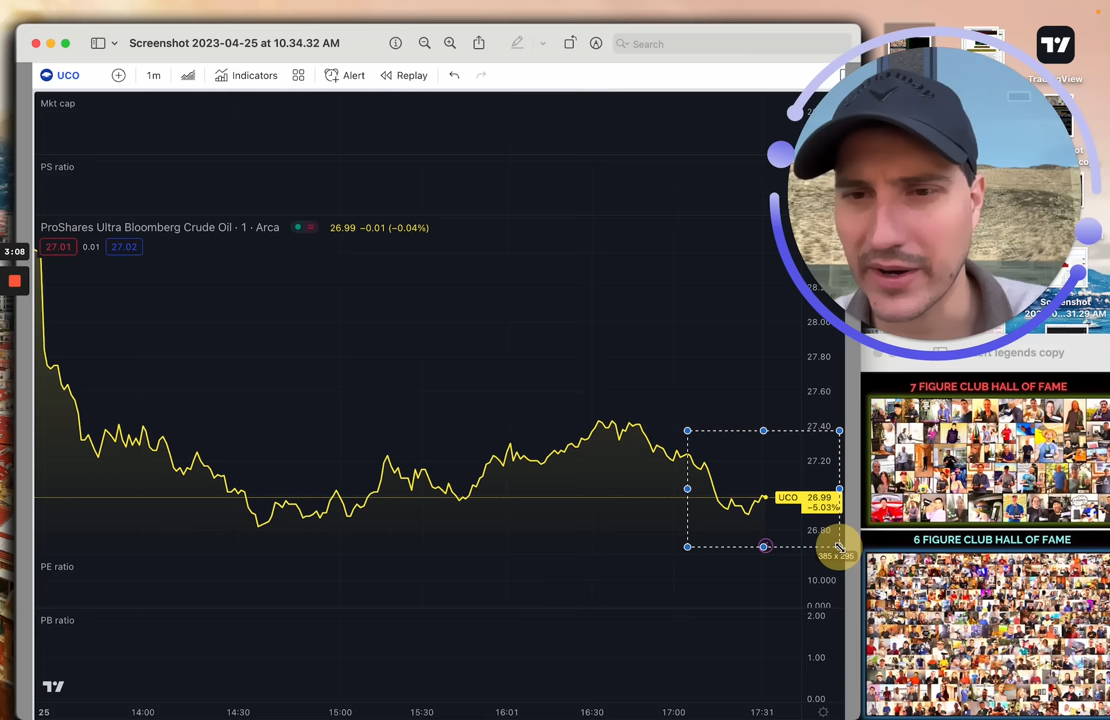 Screenshot 2023-04-25 at 10.34.32 AM
Search
UCO
1m
Indicators
Alert
Replay
TradingView
Mkt cap
PS ratio
ProShares Ultra Bloomberg Crude Oil · 1 · Arca
26.99 −0.01 (−0.04%)
27.01
0.01
27.02
3:08
28.00
27.80
27.60
27.40
27.20
UCO
26.99
−5.03%
26.80
385 x 295
PE ratio
10.000
0.000
PB ratio
2.00
1.00
0.00
25
14:00
14:30
15:00
15:30
16:01
16:30
17:00
17:31
Screenshot
legends copy
7 FIGURE CLUB HALL OF FAME
6 FIGURE CLUB HALL OF FAME